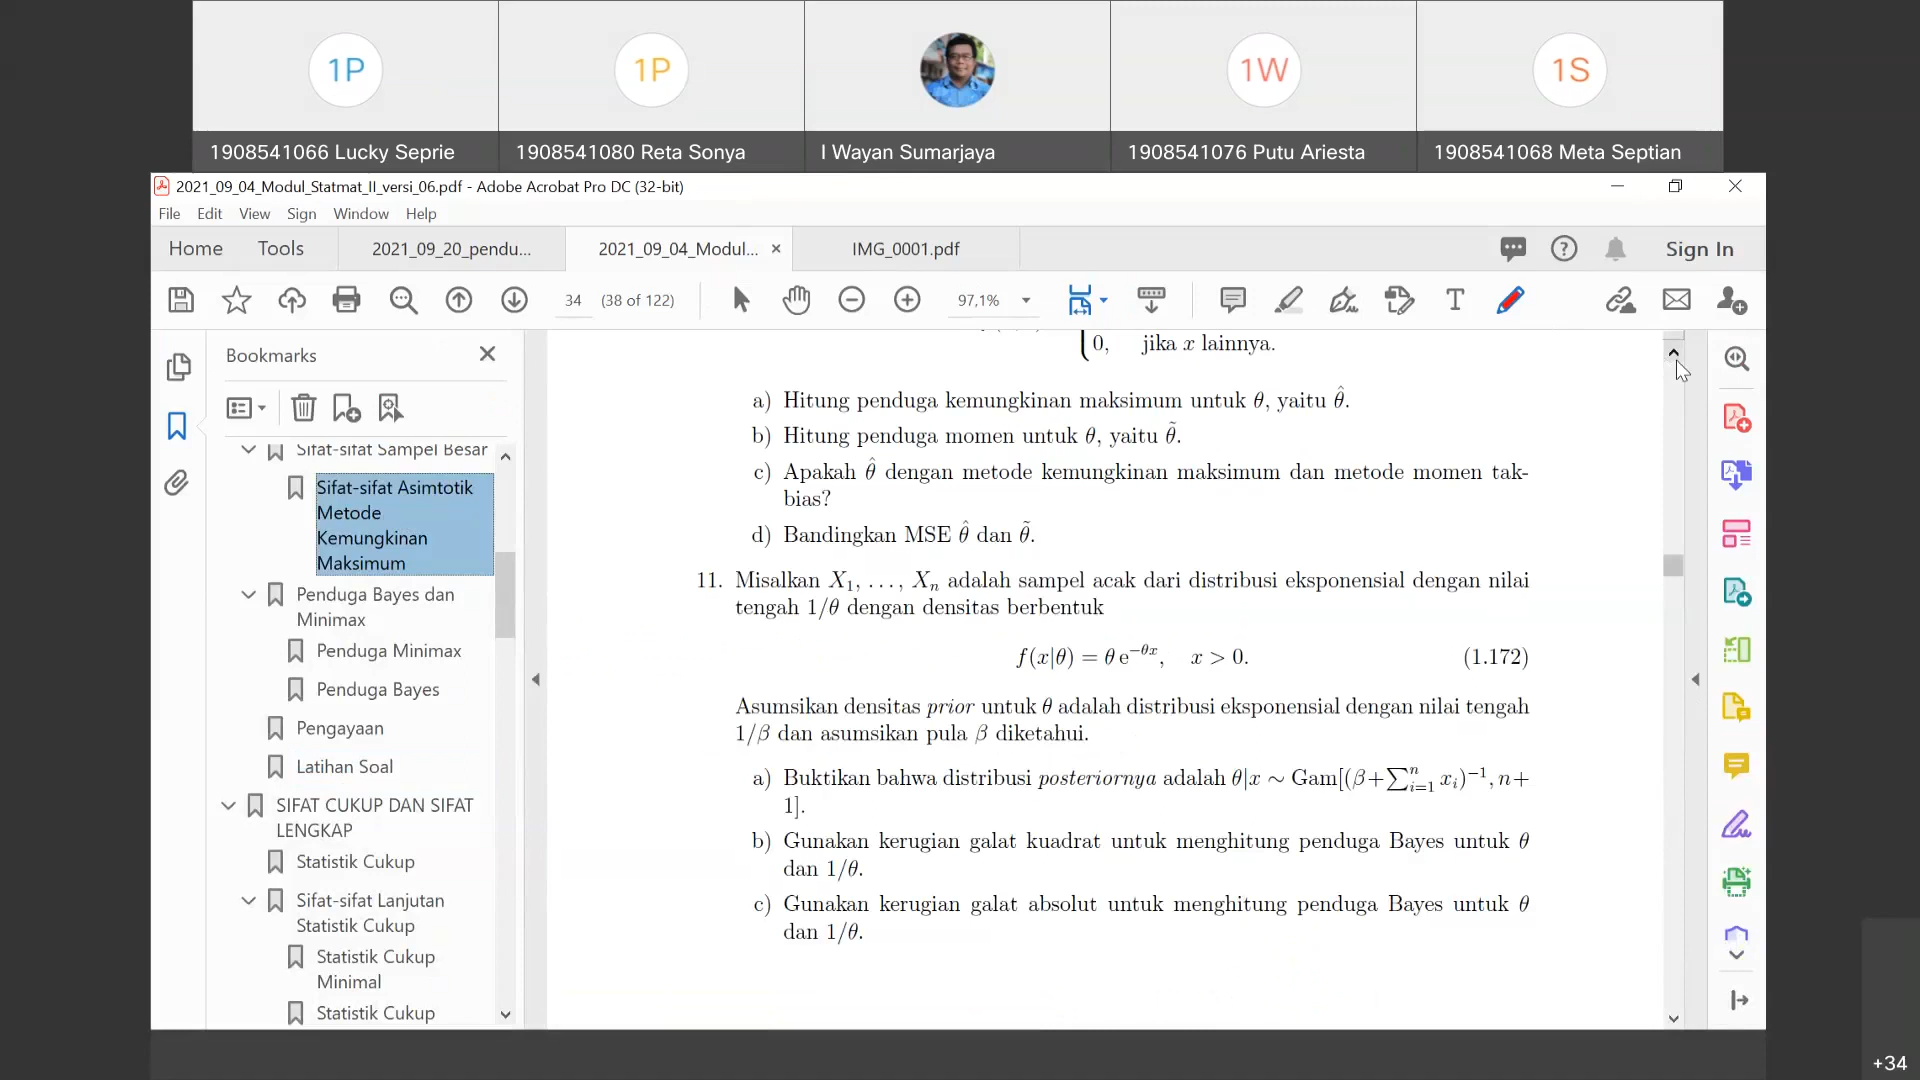 1P
1P
1W
1S
1908541066 Lucky Seprie
1908541080 Reta Sonya
I Wayan Sumarjaya
1908541076 Putu Ariesta
1908541068 Meta Septian
2021_09_04_Modul_Statmat_II_versi_06.pdf - Adobe Acrobat Pro DC (32-bit)
File Edit View Sign Window Help
Home Tools 2021_09_20_pendu... 2021_09_04_Modul... × IMG_0001.pdf Sign In
34 (38 of 122) 97,1%
Bookmarks
Sifat-sifat Sampel Besar
Sifat-sifat Asimtotik
Metode
Kemungkinan
Maksimum
Penduga Bayes dan
Minimax
Penduga Minimax
Penduga Bayes
Pengayaan
Latihan Soal
SIFAT CUKUP DAN SIFAT
LENGKAP
Statistik Cukup
Sifat-sifat Lanjutan
Statistik Cukup
Statistik Cukup
Minimal
Statistik Cukup
0, jika x lainnya.
a) Hitung penduga kemungkinan maksimum untuk θ, yaitu θ̂.
b) Hitung penduga momen untuk θ, yaitu θ̃.
c) Apakah θ̂ dengan metode kemungkinan maksimum dan metode momen tak-
bias?
d) Bandingkan MSE θ̂ dan θ̃.
11. Misalkan X₁, . . . , Xₙ adalah sampel acak dari distribusi eksponensial dengan nilai
tengah 1/θ dengan densitas berbentuk
f(x|θ) = θ e^{−θx}, x > 0. (1.172)
Asumsikan densitas prior untuk θ adalah distribusi eksponensial dengan nilai tengah
1/β dan asumsikan pula β diketahui.
a) Buktikan bahwa distribusi posteriornya adalah θ|x ∼ Gam[(β+∑ⁿᵢ₌₁ xᵢ)⁻¹, n+
1].
b) Gunakan kerugian galat kuadrat untuk menghitung penduga Bayes untuk θ
dan 1/θ.
c) Gunakan kerugian galat absolut untuk menghitung penduga Bayes untuk θ
dan 1/θ.
+34